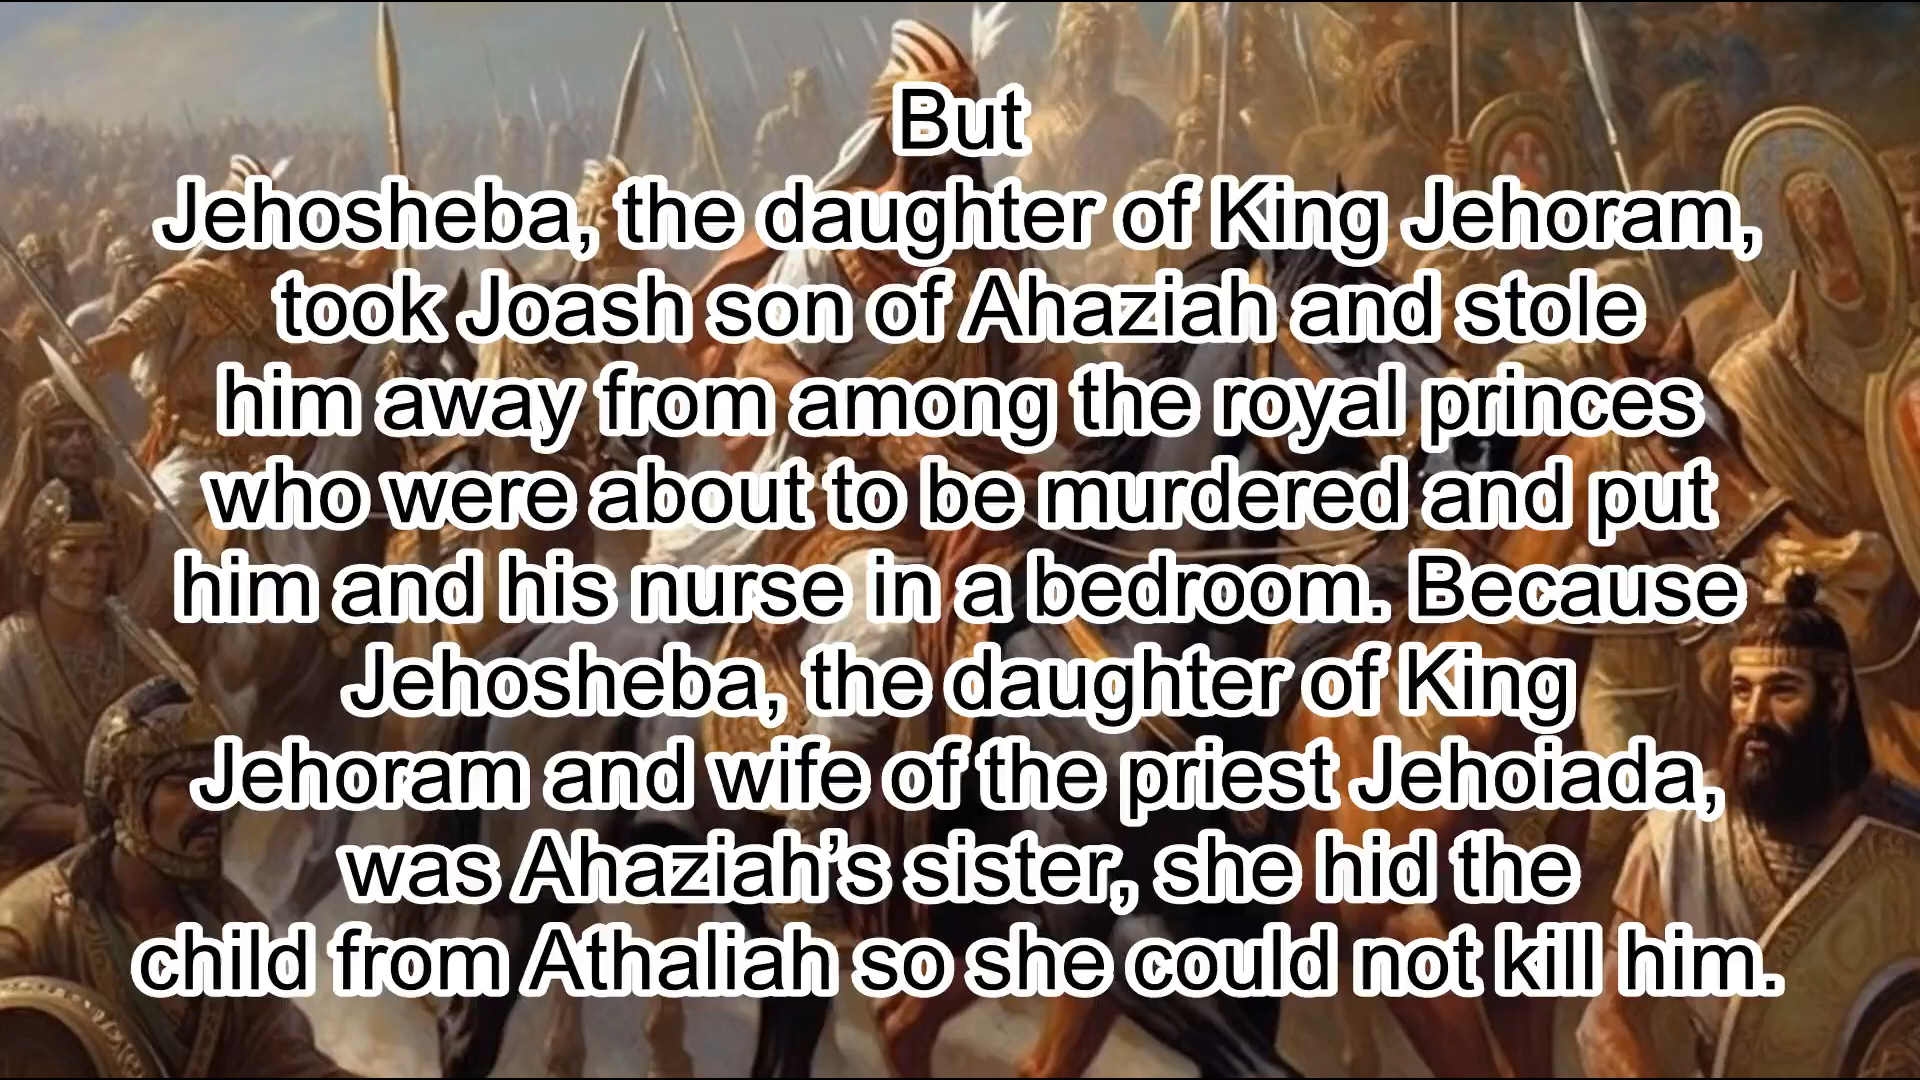 But
Jehosheba, the daughter of King Jehoram,
took Joash son of Ahaziah and stole
him away from among the royal princes
who were about to be murdered and put
him and his nurse in a bedroom. Because
Jehosheba, the daughter of King
Jehoram and wife of the priest Jehoiada,
was Ahaziah’s sister, she hid the
child from Athaliah so she could not kill him.